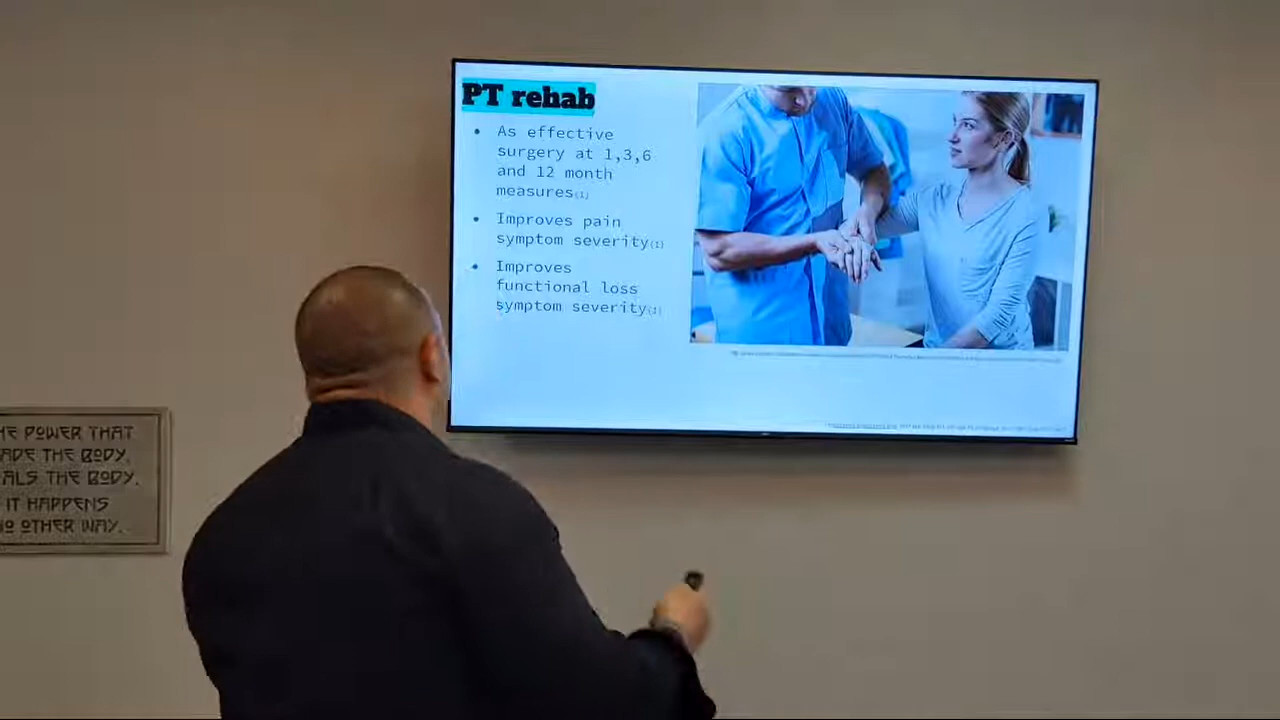 PT rehab
• As effective
surgery at 1,3,6
and 12 month
measures(1)
• Improves pain
symptom severity(1)
• Improves
functional loss
symptom severity(1)
HE POWER THAT
ADE THE BODY,
ALS THE BODY.
IT HAPPENS
NO OTHER WAY.